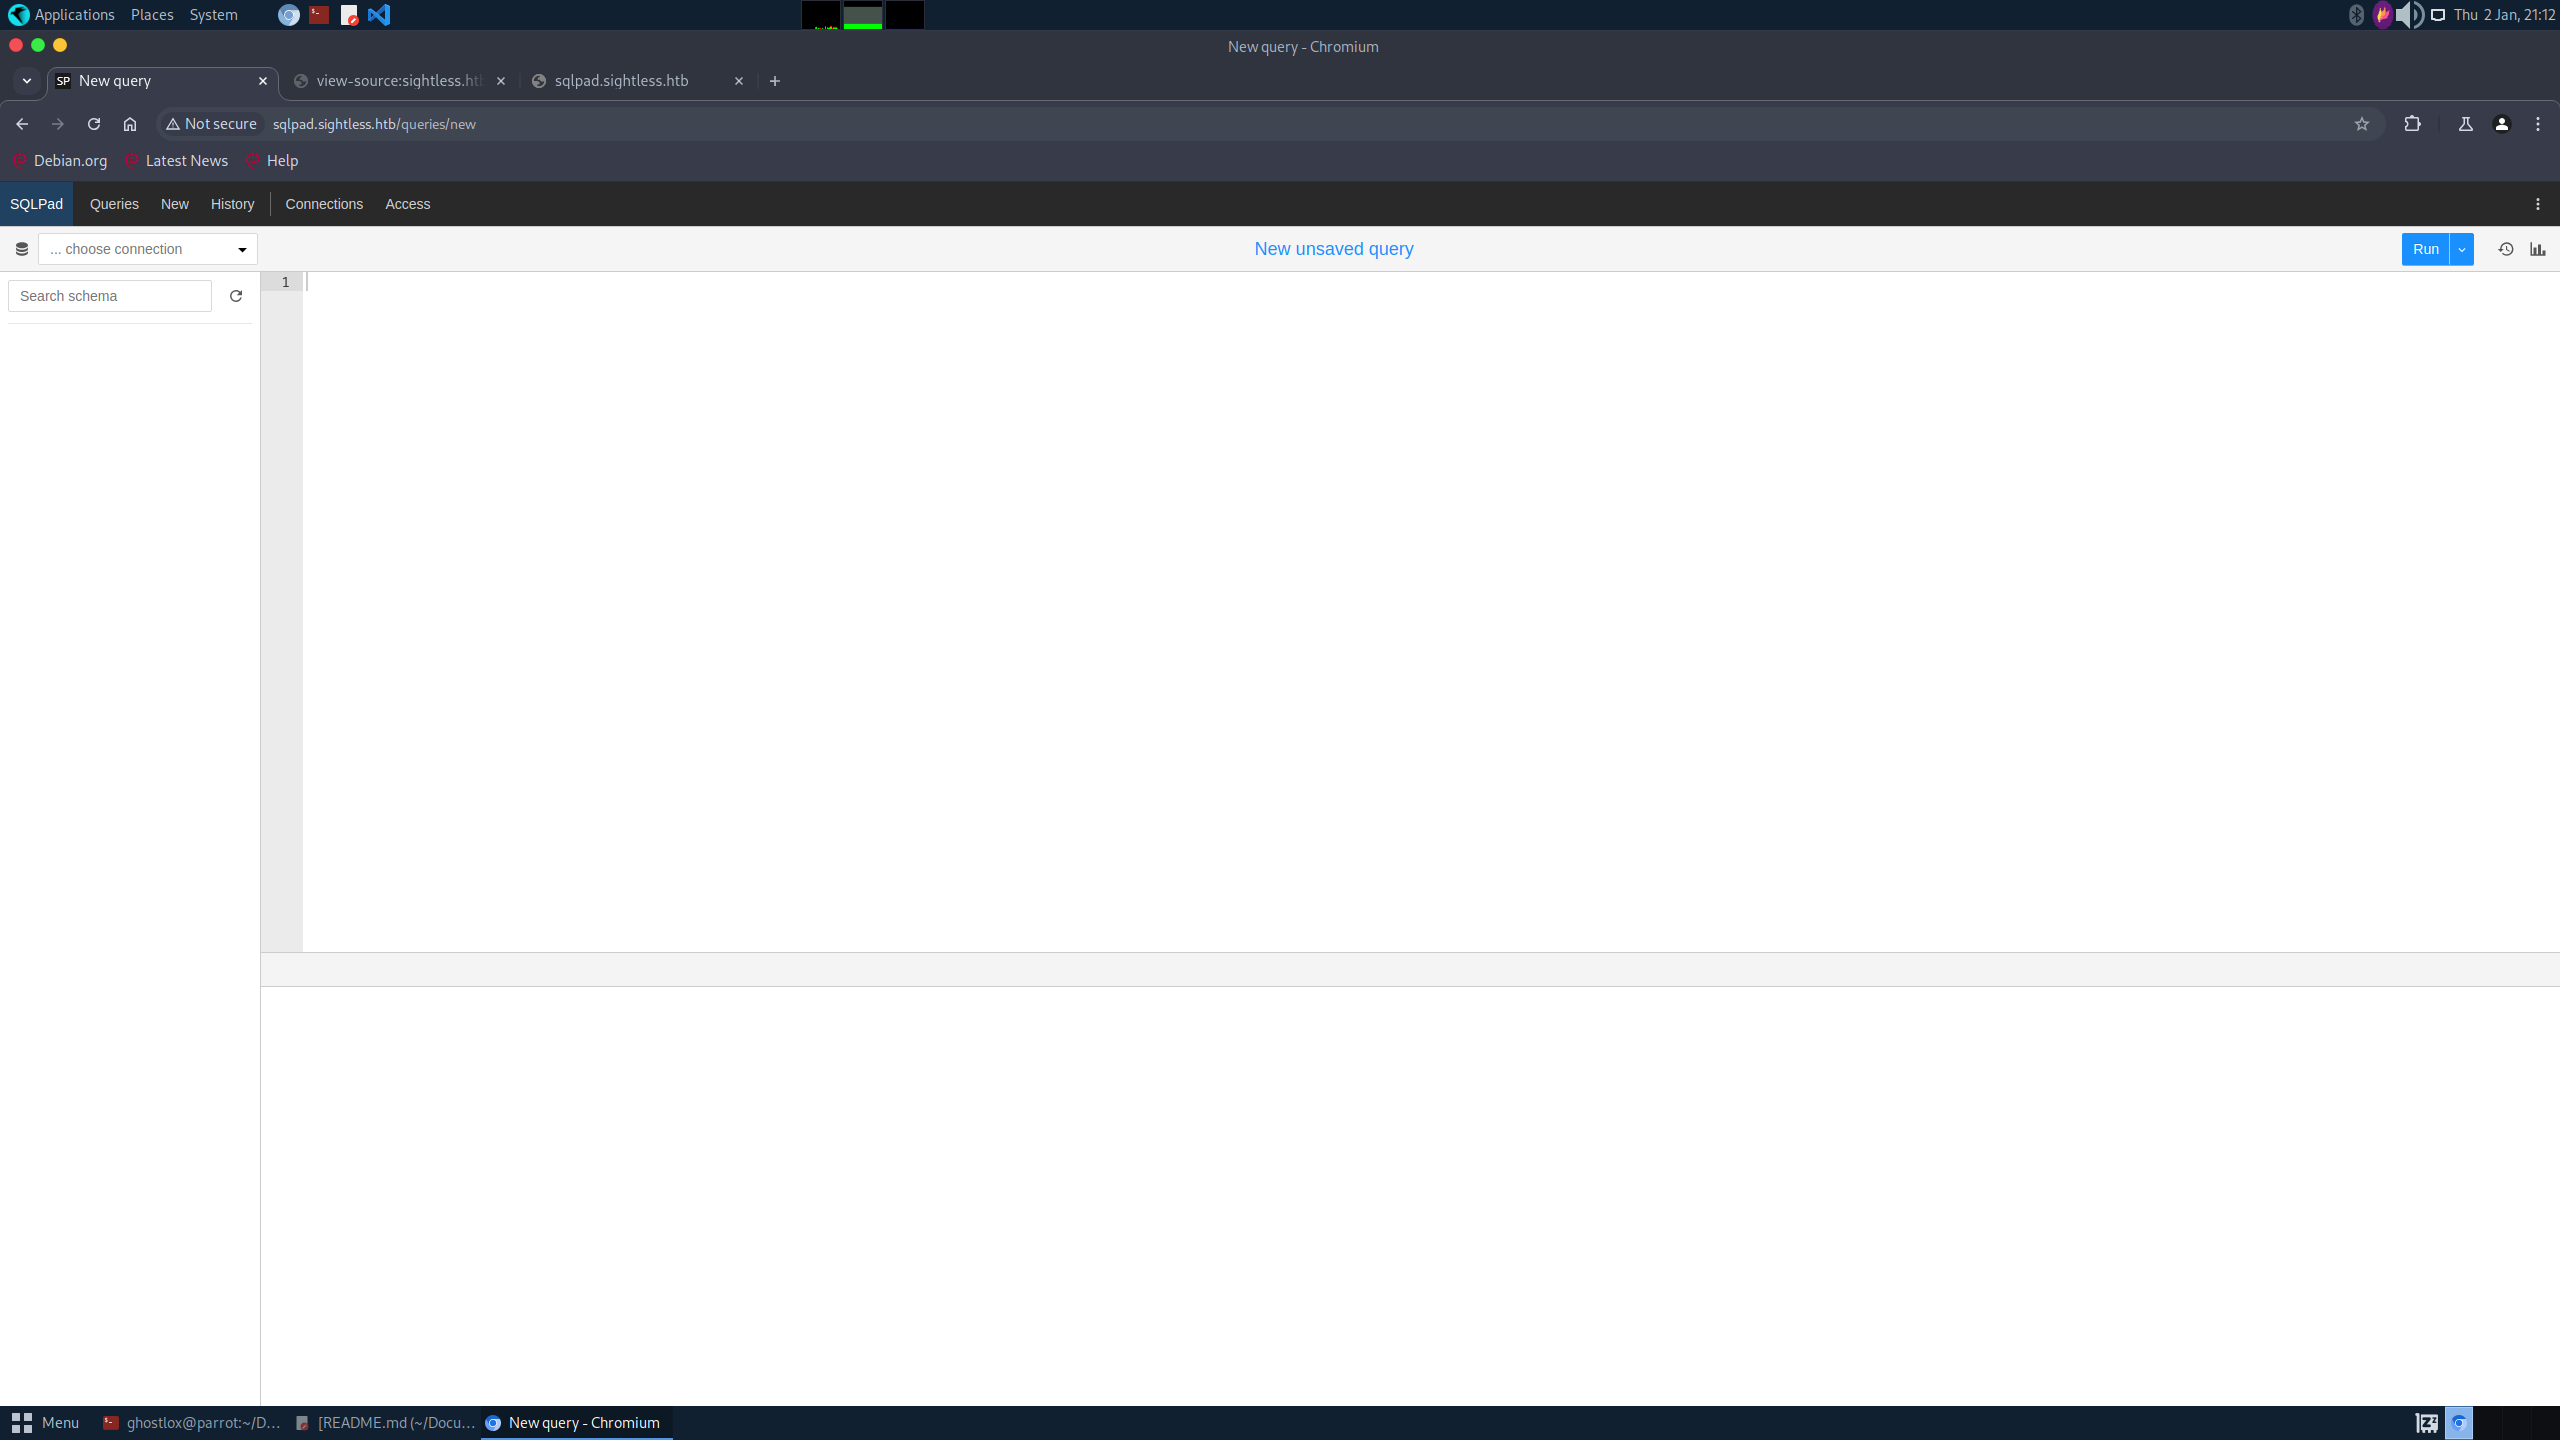 Applications Places System
Thu 2 Jan, 21:12
New query - Chromium
SP New query
view-source:sightless.htl
sqlpad.sightless.htb
Not secure sqlpad.sightless.htb/queries/new
Debian.org Latest News Help
SQLPad Queries New History Connections Access
... choose connection
New unsaved query
Run
Search schema
1
Menu
ghostlox@parrot:~/D...
[README.md (~/Docu...
New query - Chromium